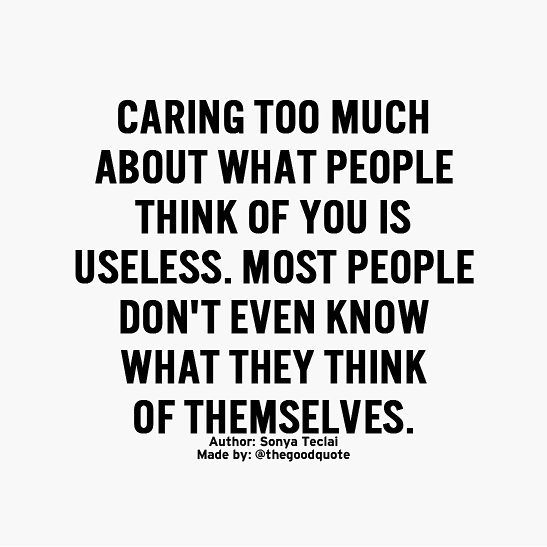 CARING TOO MUCH
ABOUT WHAT PEOPLE
THINK OF YOU IS
USELESS. MOST PEOPLE
DON'T EVEN KNOW
WHAT THEY THINK
OF THEMSELVES.
Author: Sonya Teclai
Made by: @thegoodquote